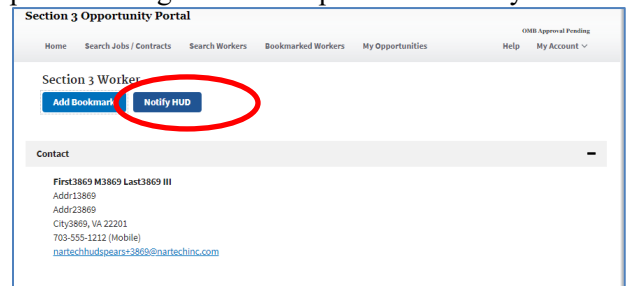 Section 3 Opportunity Portal
OMB Approval Pending
Home Search Jobs / Contracts Search Workers Bookmarked Workers My Opportunities Help My Account
Section 3 Worker
Add Bookmark Notify HUD
Contact
First3869 M3869 Last3869 III
Addr13869
Addr23869
City3869, VA 22201
703-555-1212 (Mobile)
nartechhudspears+3869@nartechinc.com